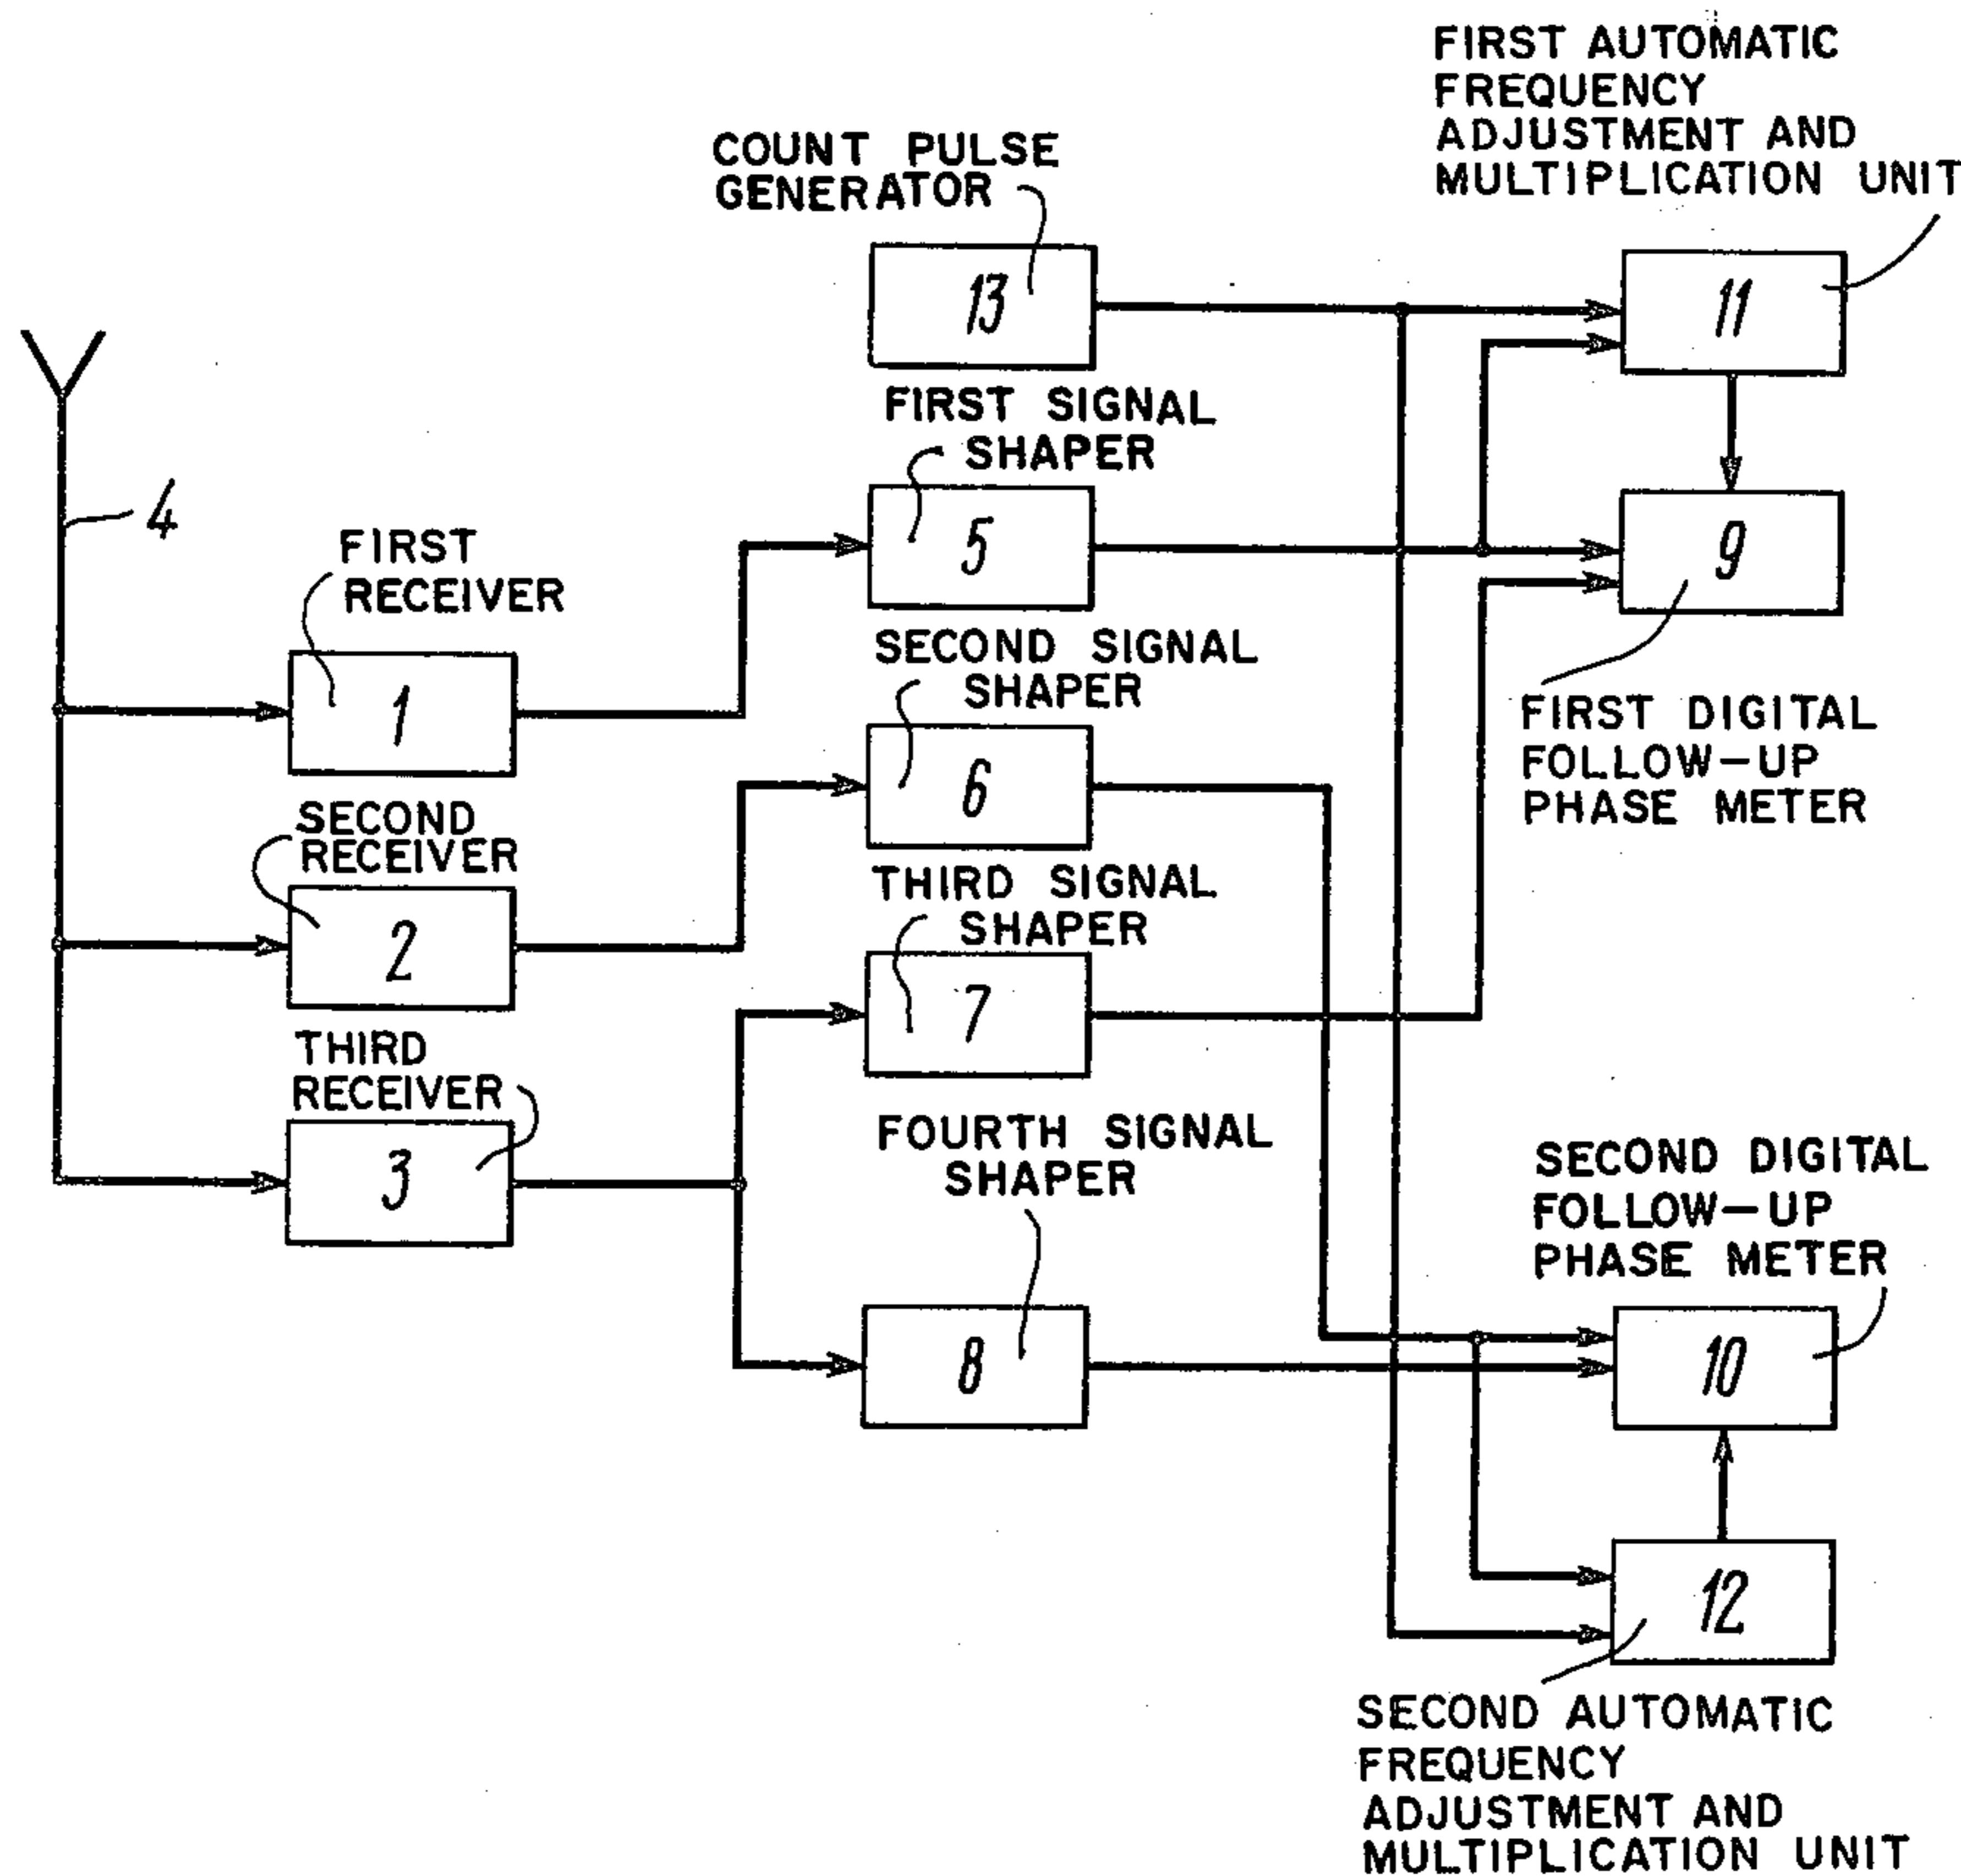 FIRST AUTOMATIC
FREQUENCY
ADJUSTMENT AND
MULTIPLICATION UNIT
COUNT PULSE
GENERATOR
13
11
FIRST SIGNAL
SHAPER
4
5
9
FIRST
RECEIVER
1
SECOND SIGNAL
SHAPER
6
FIRST DIGITAL
FOLLOW-UP
PHASE METER
SECOND
RECEIVER
2
THIRD SIGNAL
SHAPER
7
THIRD
RECEIVER
3
FOURTH SIGNAL
SHAPER
8
SECOND DIGITAL
FOLLOW-UP
PHASE METER
10
12
SECOND AUTOMATIC
FREQUENCY
ADJUSTMENT AND
MULTIPLICATION UNIT